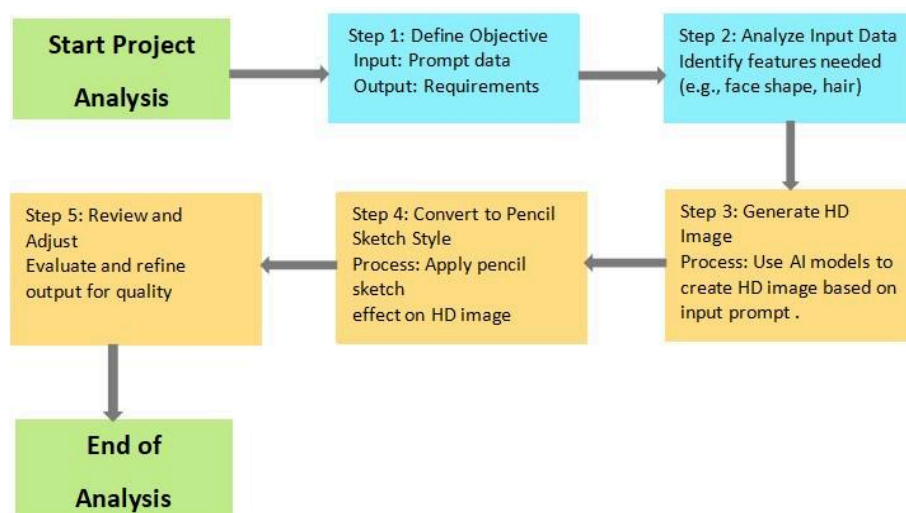 Start Project
Analysis
Step 1: Define Objective
Input: Prompt data
Output: Requirements
Step 2: Analyze Input Data
Identify features needed
(e.g., face shape, hair)
Step 3: Generate HD
Image
Process: Use AI models to
create HD image based on
input prompt .
Step 4: Convert to Pencil
Sketch Style
Process: Apply pencil
sketch
effect on HD image
Step 5: Review and
Adjust
Evaluate and refine
output for quality
End of
Analysis